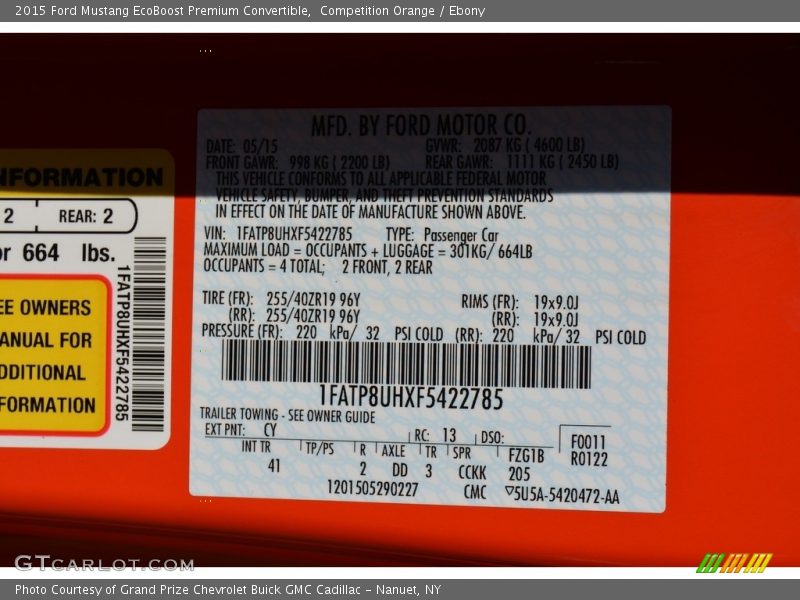 2015 Ford Mustang EcoBoost Premium Convertible,  Competition Orange / Ebony
NFORMATION
2 REAR: 2
or 664 lbs.
EE OWNERS
ANUAL FOR
DDITIONAL
FORMATION
1FATP8UHXF5422785
MFD. BY FORD MOTOR CO.
DATE: 05/15 GVWR: 2087 KG ( 4600 LB)
FRONT GAWR: 998 KG ( 2200 LB) REAR GAWR: 1111 KG ( 2450 LB)
THIS VEHICLE CONFORMS TO ALL APPLICABLE FEDERAL MOTOR
VEHICLE SAFETY, BUMPER, AND THEFT PREVENTION STANDARDS
IN EFFECT ON THE DATE OF MANUFACTURE SHOWN ABOVE.
VIN: 1FATP8UHXF5422785 TYPE: Passenger Car
MAXIMUM LOAD = OCCUPANTS + LUGGAGE = 301KG/ 664LB
OCCUPANTS = 4 TOTAL; 2 FRONT, 2 REAR
TIRE (FR): 255/40ZR19 96Y RIMS (FR): 19x9.0J
(RR): 255/40ZR19 96Y (RR): 19x9.0J
PRESSURE (FR): 220 kPa/ 32 PSI COLD (RR): 220 kPa/ 32 PSI COLD
1FATP8UHXF5422785
TRAILER TOWING - SEE OWNER GUIDE
EXT PNT: CY RC: 13 DSO: F0011
INT TR TP/PS R AXLE TR SPR FZG1B R0122
41 2 DD 3 CCKK 205
1201505290227 CMC ▽5U5A-5420472-AA
GTCARLOT.COM
Photo Courtesy of Grand Prize Chevrolet Buick GMC Cadillac – Nanuet, NY